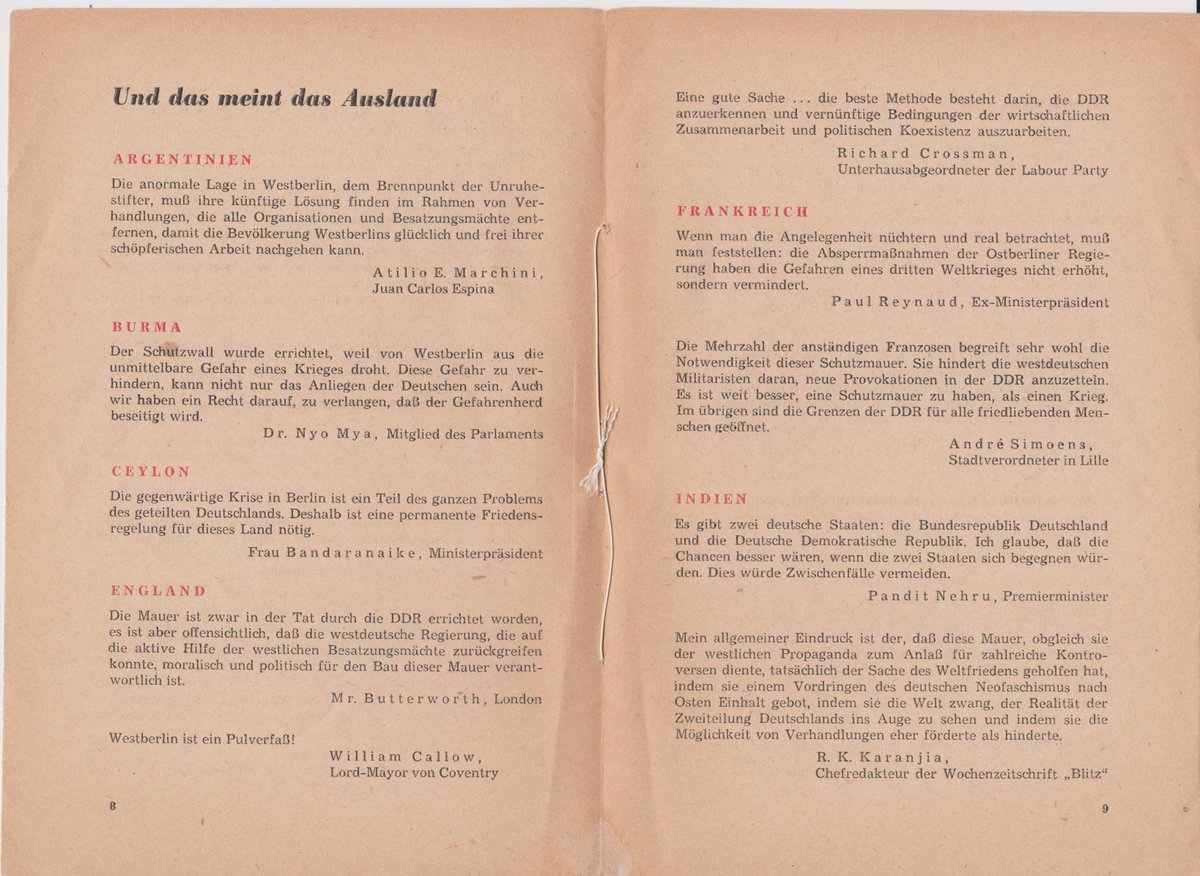 Und das meint das Ausland
ARGENTINIEN
Die anormale Lage in Westberlin, dem Brennpunkt der Unruhe-
stifter, muß ihre künftige Lösung finden im Rahmen von Ver-
handlungen, die alle Organisationen und Besatzungsmächte ent-
fernen, damit die Bevölkerung Westberlins glücklich und frei ihrer
schöpferischen Arbeit nachgehen kann.
Atilio E. Marchini,
Juan Carlos Espina
BURMA
Der Schutzwall wurde errichtet, weil von Westberlin aus die
unmittelbare Gefahr eines Krieges droht. Diese Gefahr zu ver-
hindern, kann nicht nur das Anliegen der Deutschen sein. Auch
wir haben ein Recht darauf, zu verlangen, daß der Gefahrenherd
beseitigt wird.
Dr. Nyo Mya, Mitglied des Parlaments
CEYLON
Die gegenwärtige Krise in Berlin ist ein Teil des ganzen Problems
des geteilten Deutschlands. Deshalb ist eine permanente Friedens-
regelung für dieses Land nötig.
Frau Bandaranaike, Ministerpräsident
ENGLAND
Die Mauer ist zwar in der Tat durch die DDR errichtet worden,
es ist aber offensichtlich, daß die westdeutsche Regierung, die auf
die aktive Hilfe der westlichen Besatzungsmächte zurückgreifen
konnte, moralisch und politisch für den Bau dieser Mauer verant-
wortlich ist.
Mr. Butterworth, London
Westberlin ist ein Pulverfaß!
William Callow,
Lord-Mayor von Coventry
8
Eine gute Sache ... die beste Methode besteht darin, die DDR
anzuerkennen und vernünftige Bedingungen der wirtschaftlichen
Zusammenarbeit und politischen Koexistenz auszuarbeiten.
Richard Crossman,
Unterhausabgeordneter der Labour Party
FRANKREICH
Wenn man die Angelegenheit nüchtern und real betrachtet, muß
man feststellen: die Absperrmaßnahmen der Ostberliner Regie-
rung haben die Gefahren eines dritten Weltkrieges nicht erhöht,
sondern vermindert.
Paul Reynaud, Ex-Ministerpräsident
Die Mehrzahl der anständigen Franzosen begreift sehr wohl die
Notwendigkeit dieser Schutzmauer. Sie hindert die westdeutschen
Militaristen daran, neue Provokationen in der DDR anzuzetteln.
Es ist weit besser, eine Schutzmauer zu haben, als einen Krieg.
Im übrigen sind die Grenzen der DDR für alle friedliebenden Men-
schen geöffnet.
André Simoens,
Stadtverordneter in Lille
INDIEN
Es gibt zwei deutsche Staaten: die Bundesrepublik Deutschland
und die Deutsche Demokratische Republik. Ich glaube, daß die
Chancen besser wären, wenn die zwei Staaten sich begegnen wür-
den. Dies würde Zwischenfälle vermeiden.
Pandit Nehru, Premierminister
Mein allgemeiner Eindruck ist der, daß diese Mauer, obgleich sie
der westlichen Propaganda zum Anlaß für zahlreiche Kontro-
versen diente, tatsächlich der Sache des Weltfriedens geholfen hat,
indem sie einem Vordringen des deutschen Neofaschismus nach
Osten Einhalt gebot, indem sie die Welt zwang, der Realität der
Zweiteilung Deutschlands ins Auge zu sehen und indem sie die
Möglichkeit von Verhandlungen eher förderte als hinderte.
R. K. Karanjia,
Chefredakteur der Wochenzeitschrift „Blitz“
9